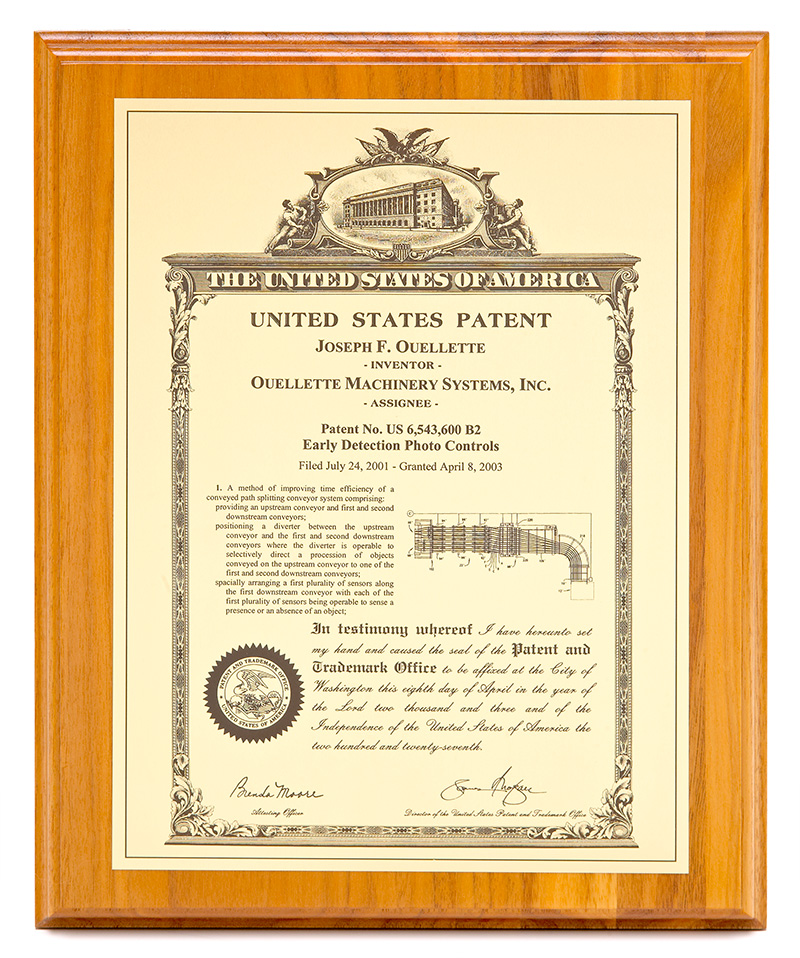 THE UNITED STATES OF AMERICA
UNITED STATES PATENT
JOSEPH F. OUELLETTE
- INVENTOR -
OUELLETTE MACHINERY SYSTEMS, INC.
- ASSIGNEE -
Patent No. US 6,543,600 B2
Early Detection Photo Controls
Filed July 24, 2001 - Granted April 8, 2003
1. A method of improving time efficiency of a
conveyed path splitting conveyor system comprising:
providing an upstream conveyor and first and second
downstream conveyors;
positioning a diverter between the upstream
conveyor and the first and second downstream
conveyors where the diverter is operable to
selectively direct a procession of objects
conveyed on the upstream conveyor to one of the
first and second downstream conveyors;
spacially arranging a first plurality of sensors along
the first downstream conveyor with each of the
first plurality of sensors being operable to sense a
presence or an absence of an object;
In testimony whereof I have hereunto set
my hand and caused the seal of the Patent and
Trademark Office to be affixed at the City of
Washington this eighth day of April in the year of
the Lord two thousand and three and of the
Independence of the United States of America the
two hundred and twenty-seventh.
PATENT AND TRADEMARK OFFICE
UNITED STATES OF AMERICA
Brenda Moore
Attesting Officer
Director of the United States Patent and Trademark Office